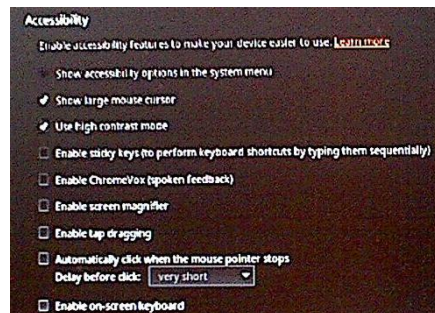 Accessibility
Enable accessibility features to make your device easier to use. Learn more
Show accessibility options in the system menu
Show large mouse cursor
Use high contrast mode
Enable sticky keys (to perform keyboard shortcuts by typing them sequentially)
Enable ChromeVox (spoken feedback)
Enable screen magnifier
Enable tap dragging
Automatically click when the mouse pointer stops
Delay before click: very short
Enable on-screen keyboard